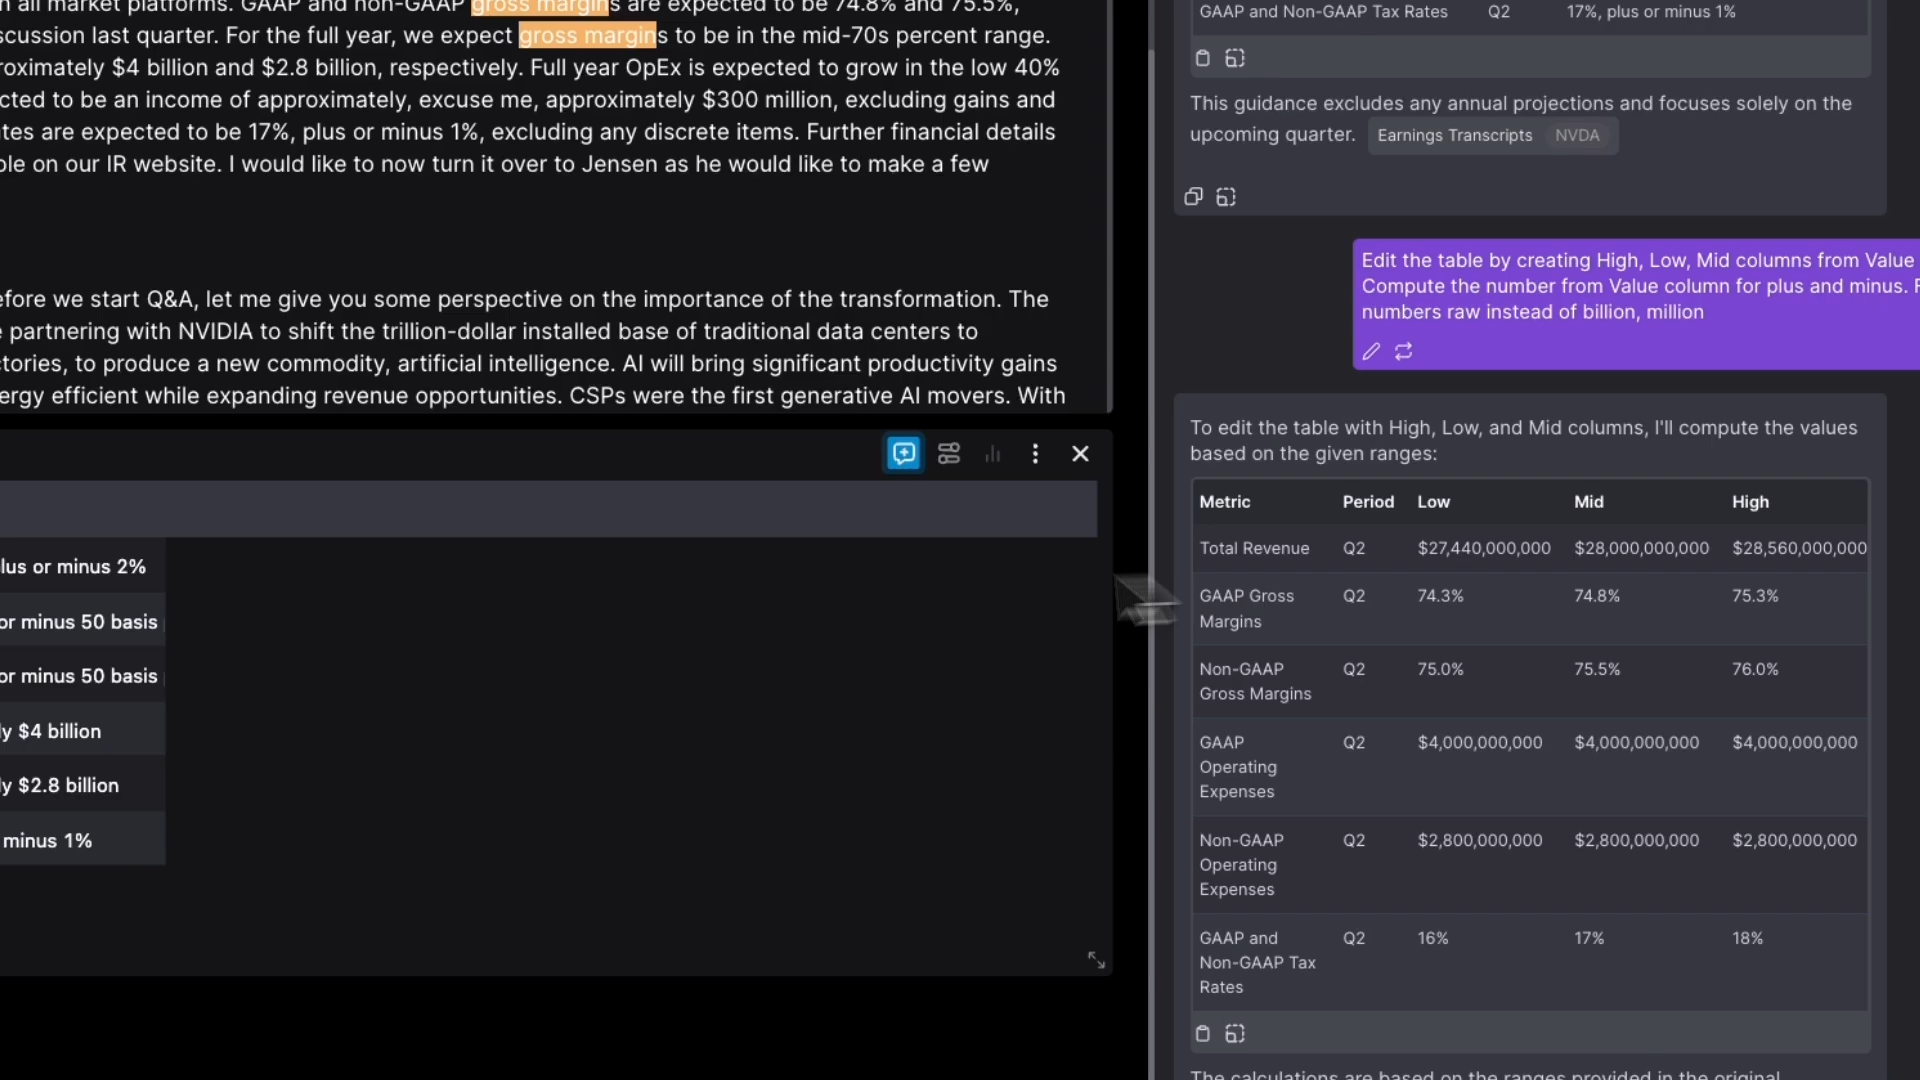 n all market platforms. GAAP and non-GAAP gross margins are expected to be 74.8% and 75.5%,
scussion last quarter. For the full year, we expect gross margins to be in the mid-70s percent range.
roximately $4 billion and $2.8 billion, respectively. Full year OpEx is expected to grow in the low 40%
cted to be an income of approximately, excuse me, approximately $300 million, excluding gains and
tes are expected to be 17%, plus or minus 1%, excluding any discrete items. Further financial details
ble on our IR website. I would like to now turn it over to Jensen as he would like to make a few
efore we start Q&A, let me give you some perspective on the importance of the transformation. The
e partnering with NVIDIA to shift the trillion-dollar installed base of traditional data centers to
ctories, to produce a new commodity, artificial intelligence. AI will bring significant productivity gains
ergy efficient while expanding revenue opportunities. CSPs were the first generative AI movers. With
lus or minus 2%
or minus 50 basis
or minus 50 basis
ly $4 billion
ly $2.8 billion
minus 1%
GAAP and Non-GAAP Tax Rates Q2 17%, plus or minus 1%
This guidance excludes any annual projections and focuses solely on the
upcoming quarter. Earnings Transcripts NVDA
Edit the table by creating High, Low, Mid columns from Value
Compute the number from Value column for plus and minus. F
numbers raw instead of billion, million
To edit the table with High, Low, and Mid columns, I'll compute the values
based on the given ranges:
Metric Period Low Mid High
Total Revenue Q2 $27,440,000,000 $28,000,000,000 $28,560,000,000
GAAP Gross Q2 74.3% 74.8% 75.3%
Margins
Non-GAAP Q2 75.0% 75.5% 76.0%
Gross Margins
GAAP Q2 $4,000,000,000 $4,000,000,000 $4,000,000,000
Operating
Expenses
Non-GAAP Q2 $2,800,000,000 $2,800,000,000 $2,800,000,000
Operating
Expenses
GAAP and Q2 16% 17% 18%
Non-GAAP Tax
Rates
The calculations are based on the ranges provided in the original